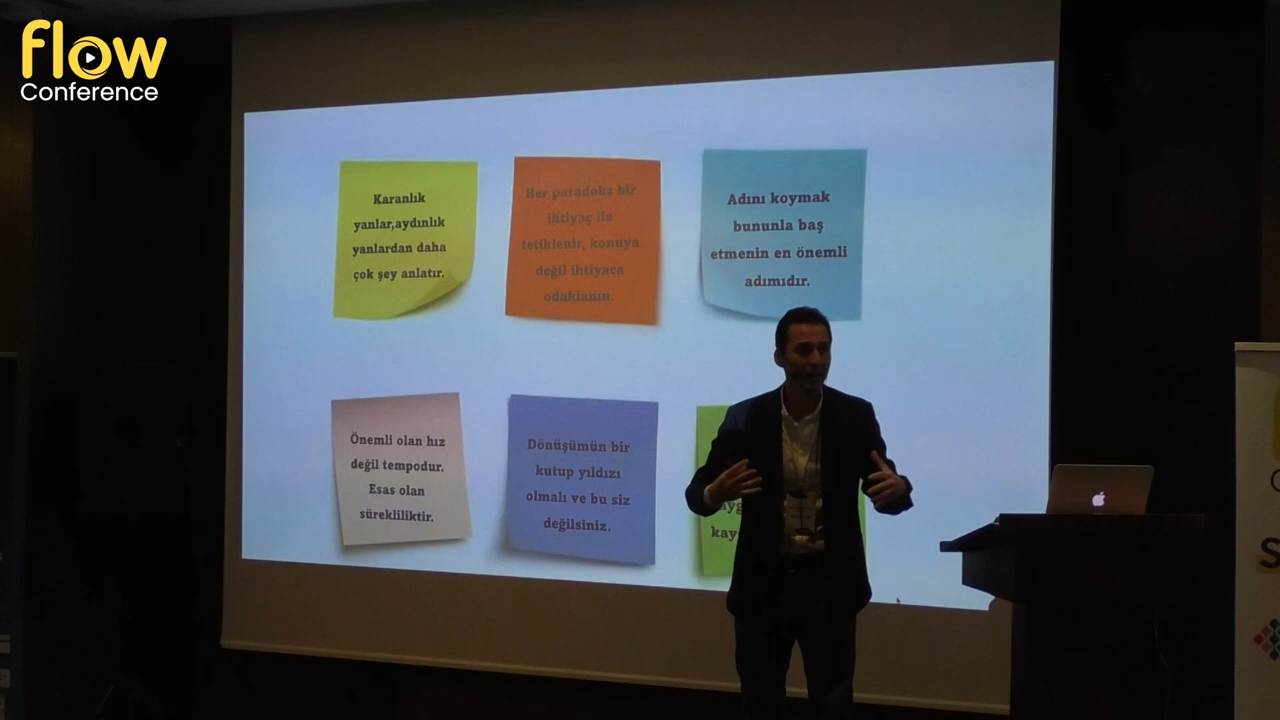 flow
Conference
Karanlık
yanlar,aydınlık
yanlardan daha
çok şey anlatır.
Her paradoks bir
ihtiyaç ile
tetiklenir, konuya
değil ihtiyaca
odaklanın.
Adını koymak
bununla baş
etmenin en önemli
adımıdır.
Önemli olan hız
değil tempodur.
Esas olan
sürekliliktir.
Dönüşümün bir
kutup yıldızı
olmalı ve bu siz
değilsiniz.